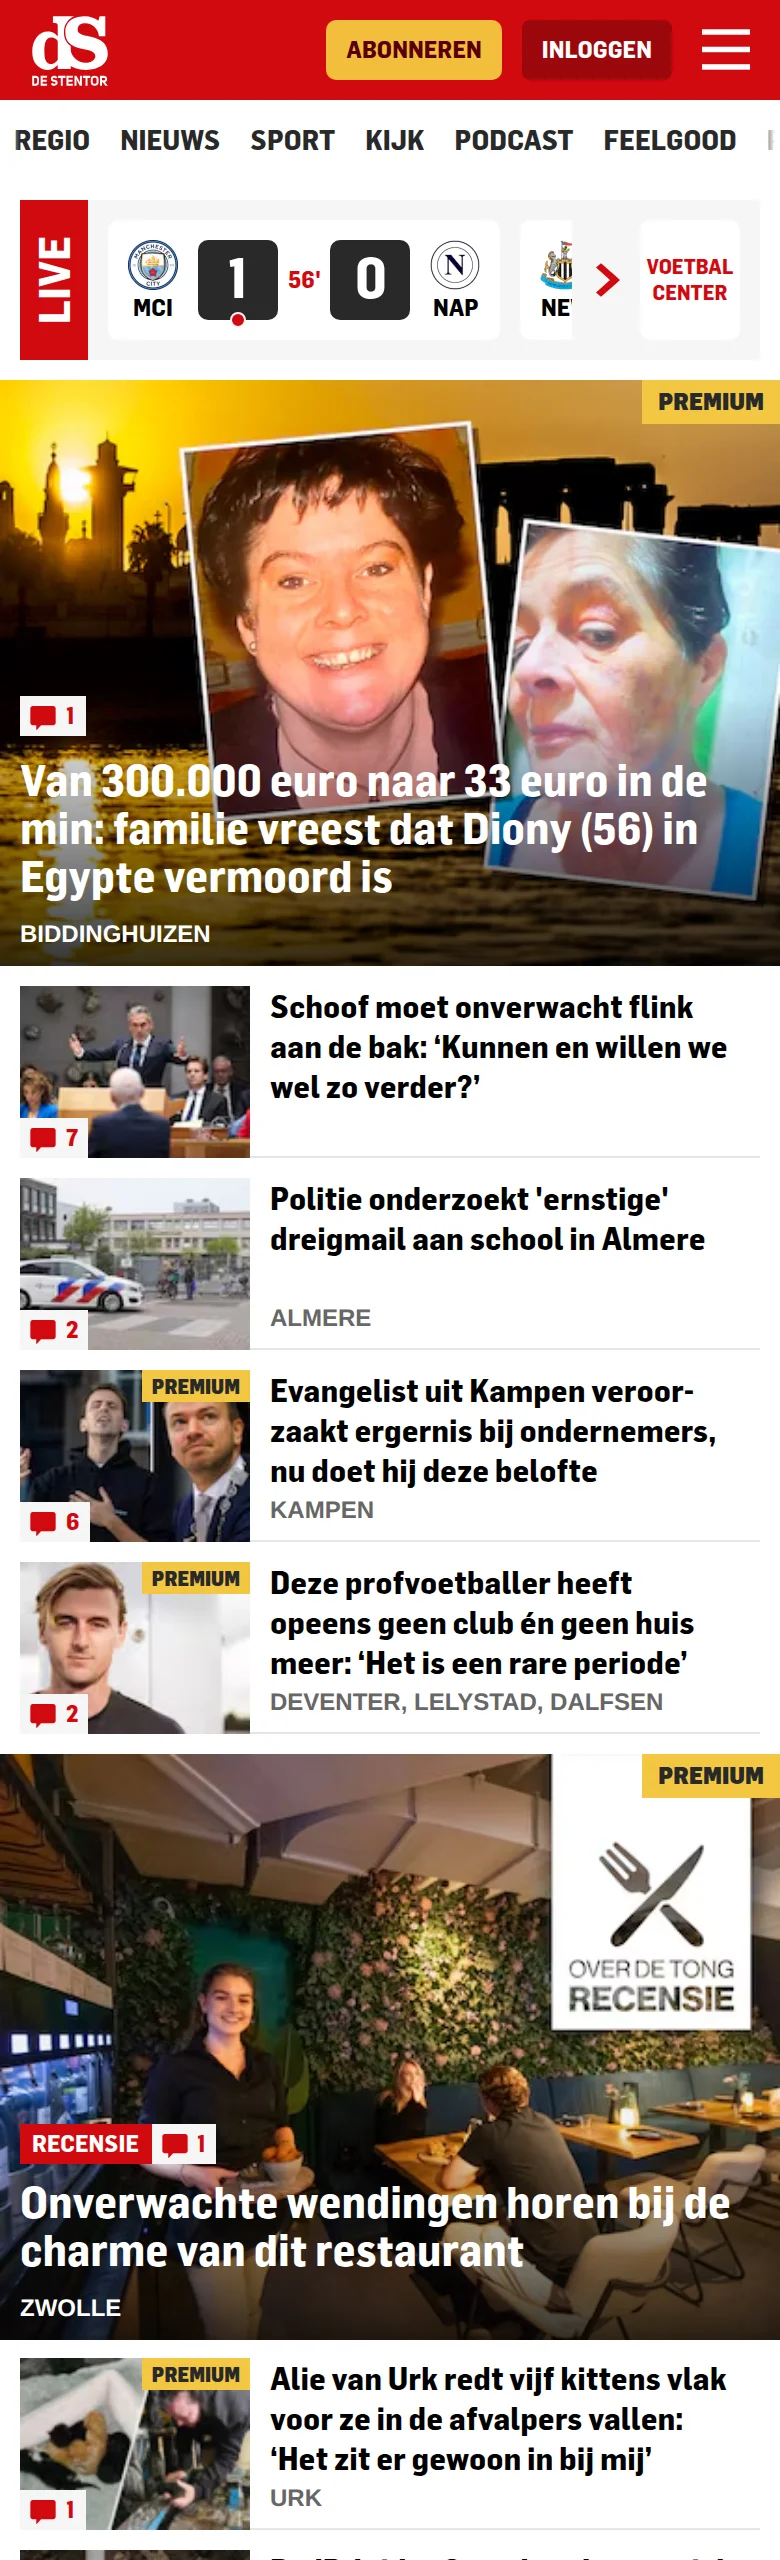 dS
DE STENTOR
ABONNEREN
INLOGGEN
REGIO NIEUWS SPORT KIJK PODCAST FEELGOOD
LIVE
MANCHESTER
CITY
MCI
1
56'
0
N
NAP
VOETBAL
CENTER
PREMIUM
1
Van 300.000 euro naar 33 euro in de
min: familie vreest dat Diony (56) in
Egypte vermoord is
BIDDINGHUIZEN
Schoof moet onverwacht flink
aan de bak: ‘Kunnen en willen we
wel zo verder?’
7
Politie onderzoekt 'ernstige'
dreigmail aan school in Almere
ALMERE
2
PREMIUM
Evangelist uit Kampen veroor-
zaakt ergernis bij ondernemers,
nu doet hij deze belofte
KAMPEN
6
PREMIUM
Deze profvoetballer heeft
opeens geen club én geen huis
meer: ‘Het is een rare periode’
DEVENTER, LELYSTAD, DALFSEN
2
PREMIUM
OVER DE TONG
RECENSIE
RECENSIE
1
Onverwachte wendingen horen bij de
charme van dit restaurant
ZWOLLE
PREMIUM
Alie van Urk redt vijf kittens vlak
voor ze in de afvalpers vallen:
‘Het zit er gewoon in bij mij’
URK
1